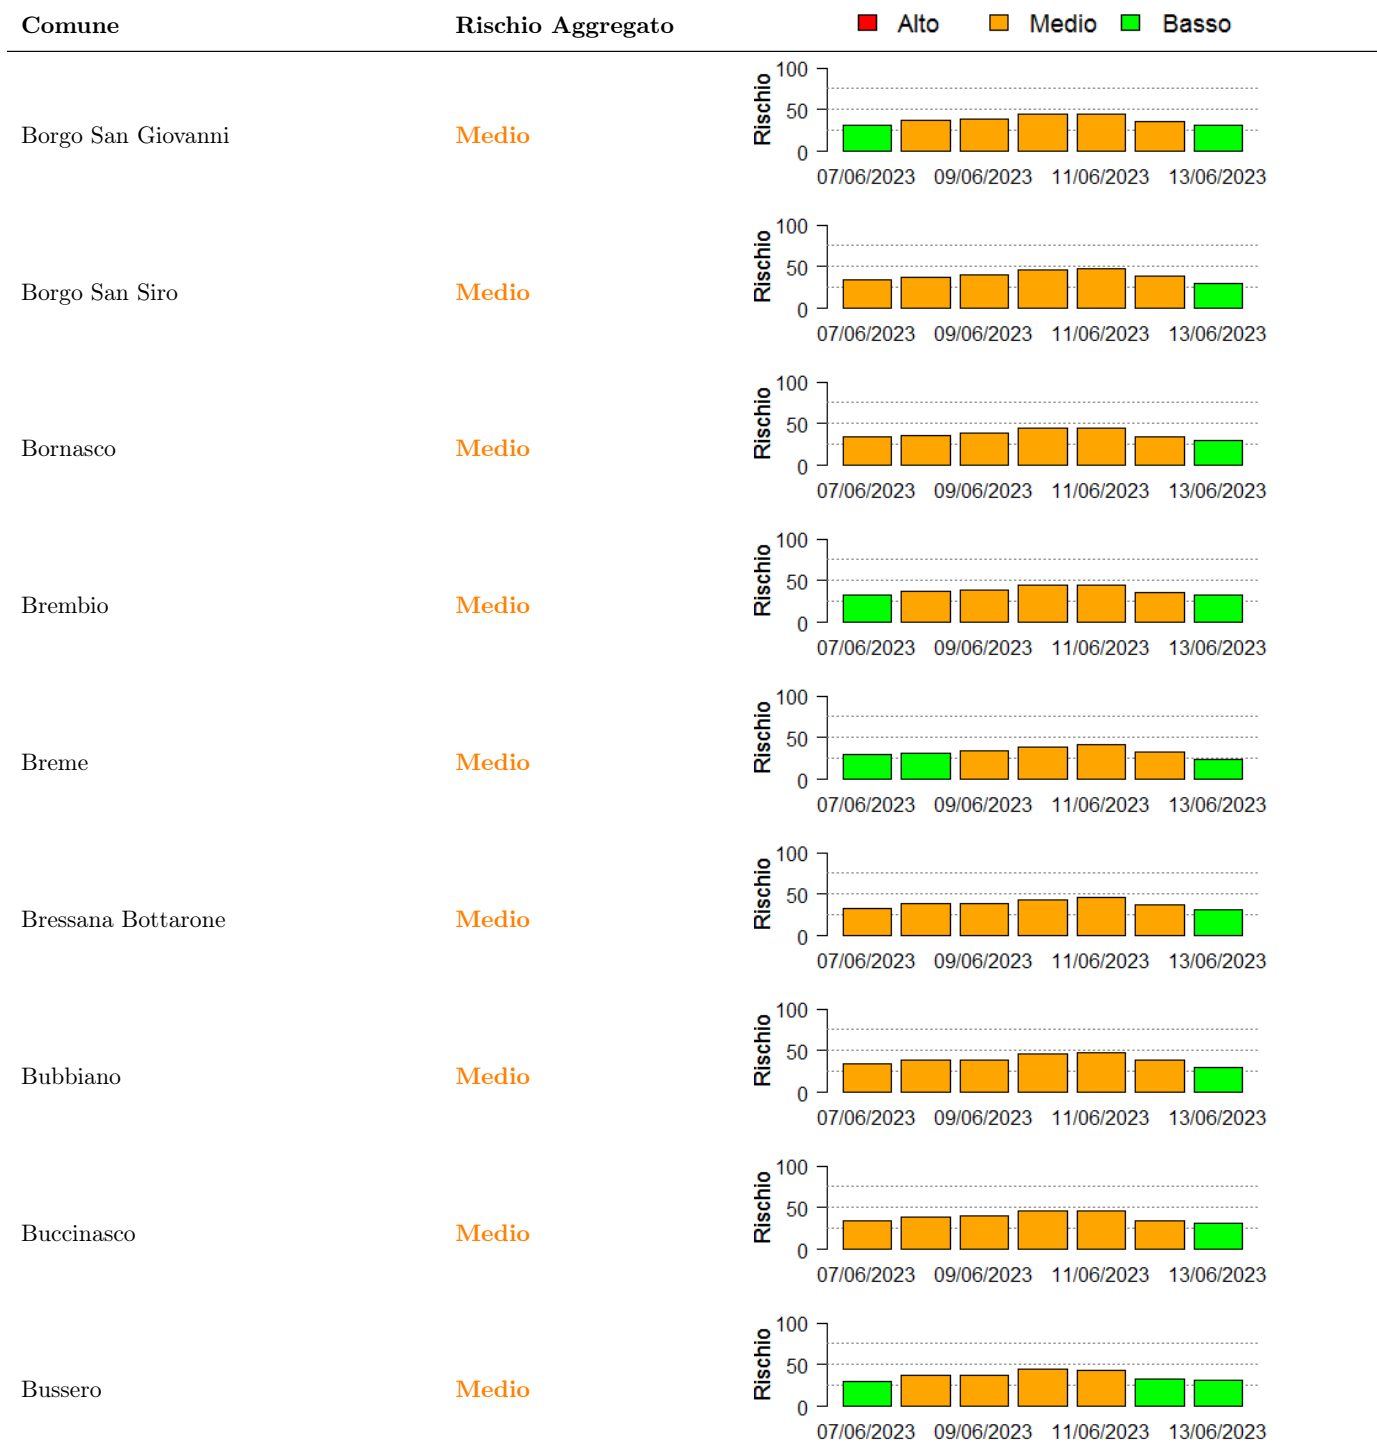 Comune Rischio Aggregato Alto Medio Basso
Borgo San Giovanni Medio Rischio 100 50 0
07/06/2023 09/06/2023 11/06/2023 13/06/2023
Borgo San Siro Medio Rischio 100 50 0
07/06/2023 09/06/2023 11/06/2023 13/06/2023
Bornasco Medio Rischio 100 50 0
07/06/2023 09/06/2023 11/06/2023 13/06/2023
Brembio Medio Rischio 100 50 0
07/06/2023 09/06/2023 11/06/2023 13/06/2023
Breme Medio Rischio 100 50 0
07/06/2023 09/06/2023 11/06/2023 13/06/2023
Bressana Bottarone Medio Rischio 100 50 0
07/06/2023 09/06/2023 11/06/2023 13/06/2023
Bubbiano Medio Rischio 100 50 0
07/06/2023 09/06/2023 11/06/2023 13/06/2023
Buccinasco Medio Rischio 100 50 0
07/06/2023 09/06/2023 11/06/2023 13/06/2023
Bussero Medio Rischio 100 50 0
07/06/2023 09/06/2023 11/06/2023 13/06/2023